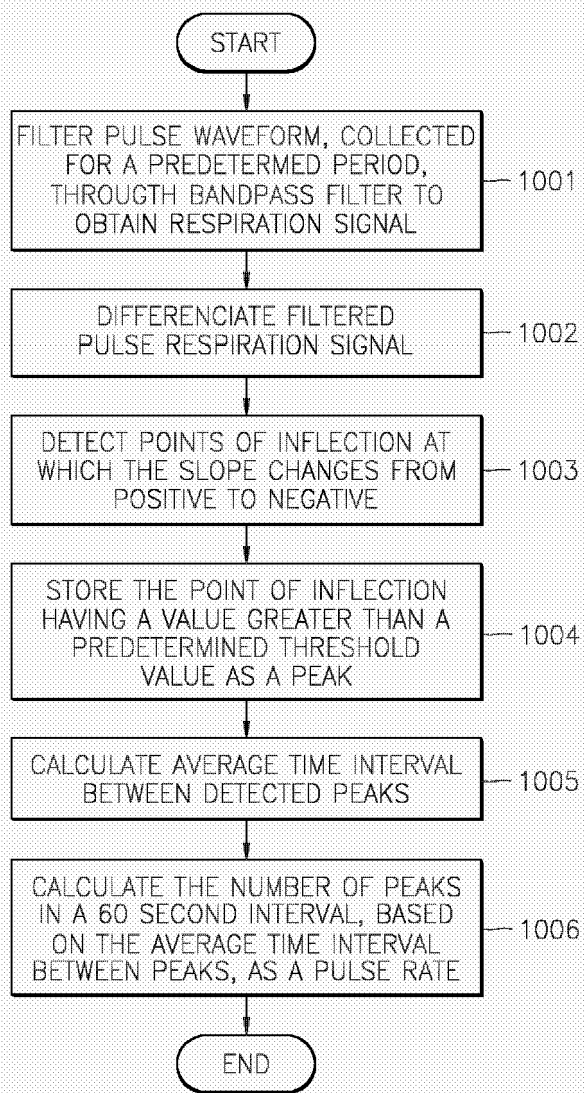 START
FILTER PULSE WAVEFORM, COLLECTED
FOR A PREDETERMED PERIOD,
THROUGTH BANDPASS FILTER TO
OBTAIN RESPIRATION SIGNAL
1001
DIFFERENCIATE FILTERED
PULSE RESPIRATION SIGNAL
1002
DETECT POINTS OF INFLECTION AT
WHICH THE SLOPE CHANGES FROM
POSITIVE TO NEGATIVE
1003
STORE THE POINT OF INFLECTION
HAVING A VALUE GREATER THAN A
PREDETERMINED THRESHOLD
VALUE AS A PEAK
1004
CALCULATE AVERAGE TIME INTERVAL
BETWEEN DETECTED PEAKS
1005
CALCULATE THE NUMBER OF PEAKS
IN A 60 SECOND INTERVAL, BASED
ON THE AVERAGE TIME INTERVAL
BETWEEN PEAKS, AS A PULSE RATE
1006
END